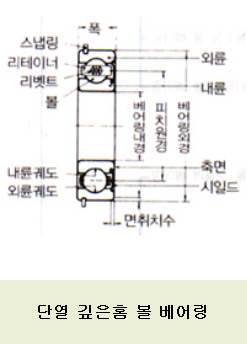 폭
스냅링
리테이너
리벳트
볼
외륜
내륜
베어링내경
피치원경
베어링외경
내륜궤도
외륜궤도
축면
시일드
면취치수
단열 깊은홈 볼 베어링